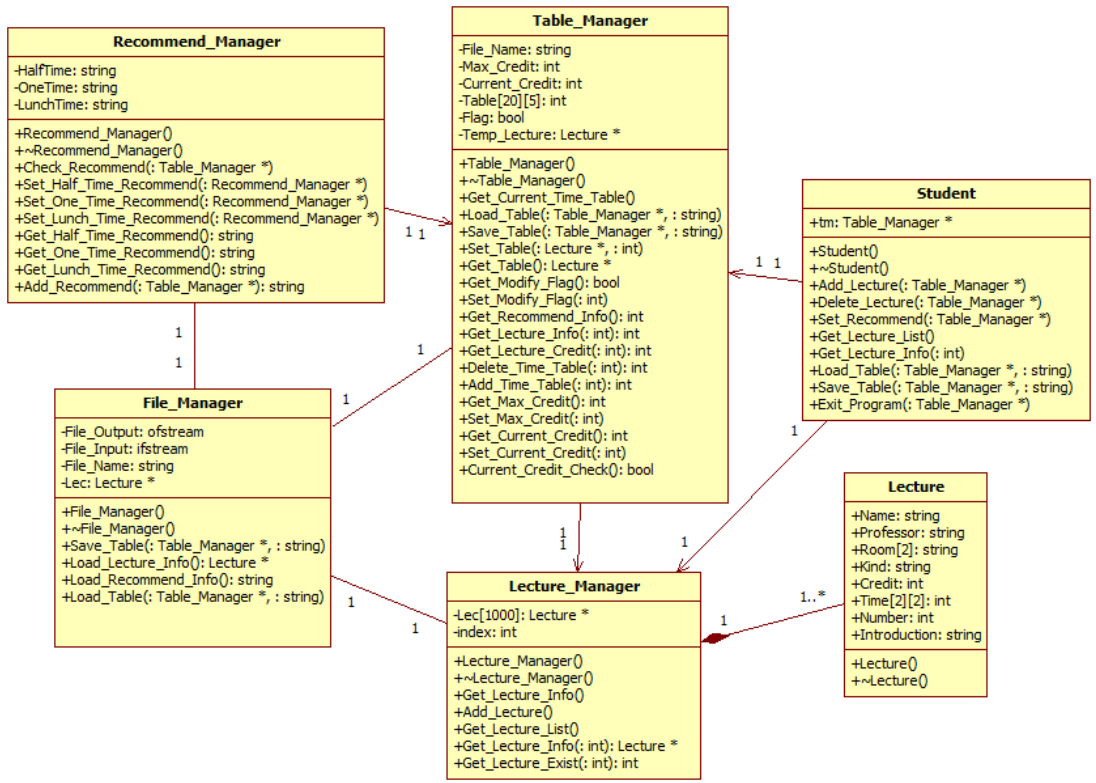 Recommend_Manager
-HalfTime: string
-OneTime: string
-LunchTime: string
+Recommend_Manager()
+~Recommend_Manager()
+Check_Recommend(: Table_Manager *)
+Set_Half_Time_Recommend(: Recommend_Manager *)
+Set_One_Time_Recommend(: Recommend_Manager *)
+Set_Lunch_Time_Recommend(: Recommend_Manager *)
+Get_Half_Time_Recommend(): string
+Get_One_Time_Recommend(): string
+Get_Lunch_Time_Recommend(): string
+Add_Recommend(: Table_Manager *): string
1
1
1
1
Table_Manager
-File_Name: string
-Max_Credit: int
-Current_Credit: int
-Table[20][5]: int
-Flag: bool
-Temp_Lecture: Lecture *
+Table_Manager()
+~Table_Manager()
+Get_Current_Time_Table()
+Load_Table(: Table_Manager *, : string)
+Save_Table(: Table_Manager *, : string)
+Set_Table(: Lecture *, : int)
+Get_Table(): Lecture *
+Get_Modify_Flag(): bool
+Set_Modify_Flag(: int)
+Get_Recommend_Info(): int
+Get_Lecture_Info(: int): int
+Get_Lecture_Credit(: int): int
+Delete_Time_Table(: int): int
+Add_Time_Table(: int): int
+Get_Max_Credit(): int
+Set_Max_Credit(: int)
+Get_Current_Credit(): int
+Set_Current_Credit(: int)
+Current_Credit_Check(): bool
1
1
1
1
1
1
Student
+tm: Table_Manager *
+Student()
+~Student()
+Add_Lecture(: Table_Manager *)
+Delete_Lecture(: Table_Manager *)
+Set_Recommend(: Table_Manager *)
+Get_Lecture_List()
+Get_Lecture_Info(: int)
+Load_Table(: Table_Manager *, : string)
+Save_Table(: Table_Manager *, : string)
+Exit_Program(: Table_Manager *)
1
1
File_Manager
-File_Output: ofstream
-File_Input: ifstream
-File_Name: string
-Lec: Lecture *
+File_Manager()
+~File_Manager()
+Save_Table(: Table_Manager *, : string)
+Load_Lecture_Info(): Lecture *
+Load_Recommend_Info(): string
+Load_Table(: Table_Manager *, : string)
1
1
Lecture_Manager
-Lec[1000]: Lecture *
-index: int
+Lecture_Manager()
+~Lecture_Manager()
+Get_Lecture_Info()
+Add_Lecture()
+Get_Lecture_List()
+Get_Lecture_Info(: int): Lecture *
+Get_Lecture_Exist(: int): int
1
1..*
Lecture
+Name: string
+Professor: string
+Room[2]: string
+Kind: string
+Credit: int
+Time[2][2]: int
+Number: int
+Introduction: string
+Lecture()
+~Lecture()